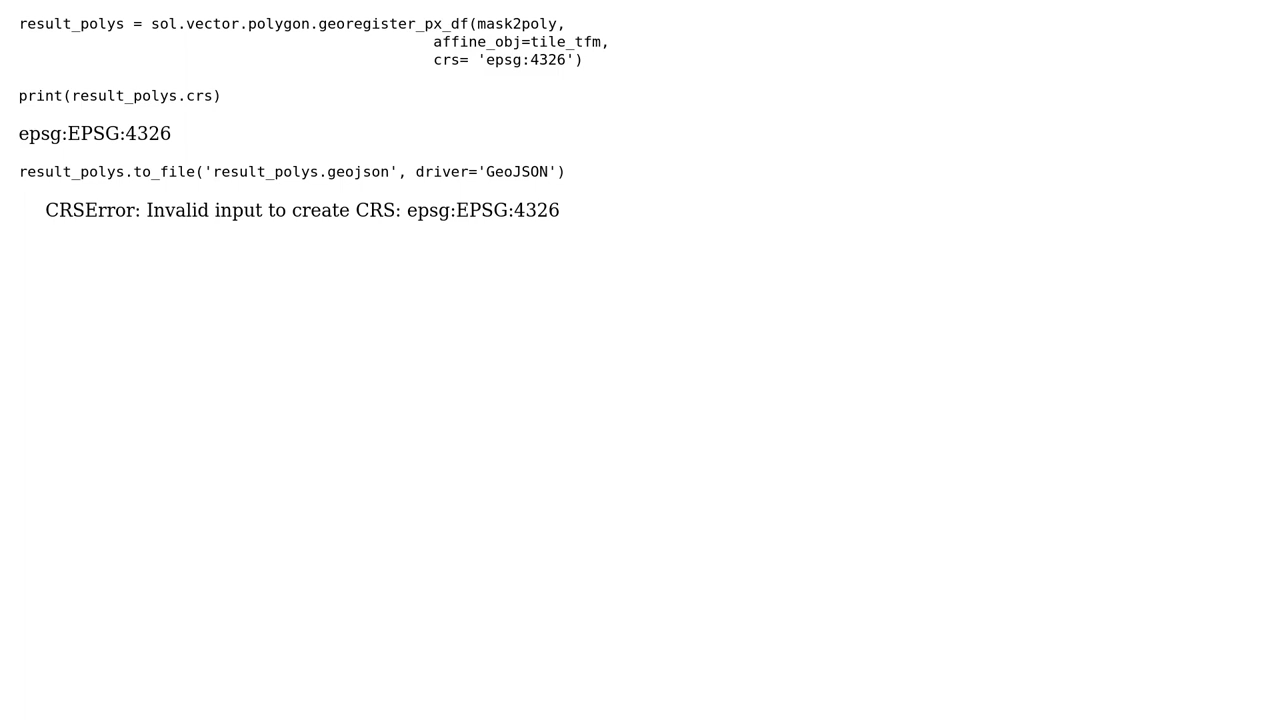 result_polys = sol.vector.polygon.georegister_px_df(mask2poly,
affine_obj=tile_tfm,
crs= 'epsg:4326')
print(result_polys.crs)
epsg:EPSG:4326
result_polys.to_file('result_polys.geojson', driver='GeoJSON')
CRSError: Invalid input to create CRS: epsg:EPSG:4326